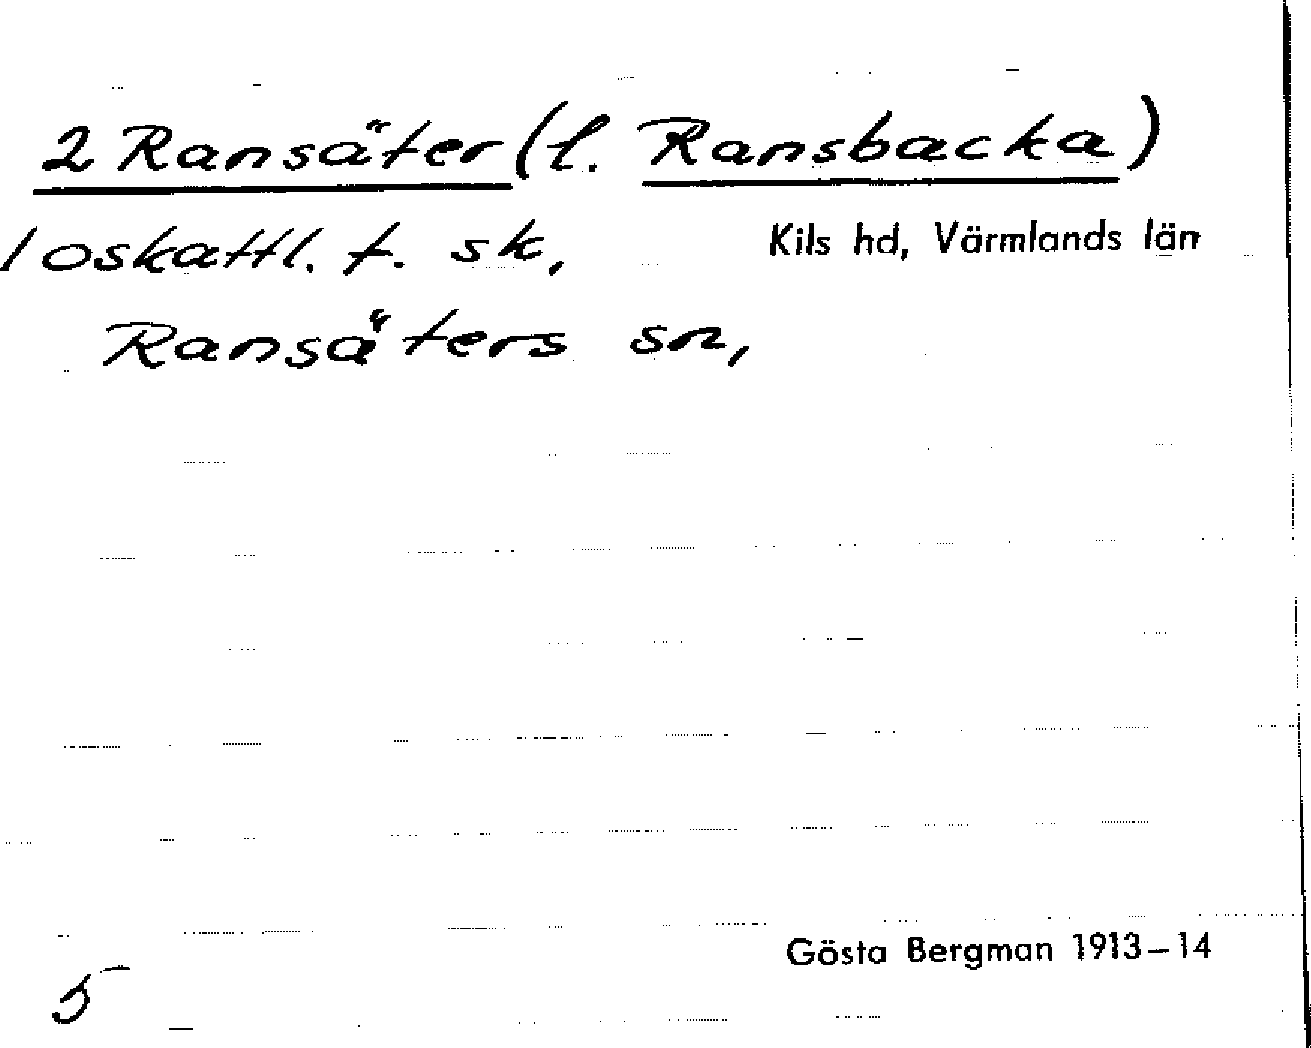 2 Ransäter (l. Ransbacka)
1 oskattl. f. sk,
Kils hd, Värmlands län
Ransäters sn,
Gösta Bergman 1913–14
5